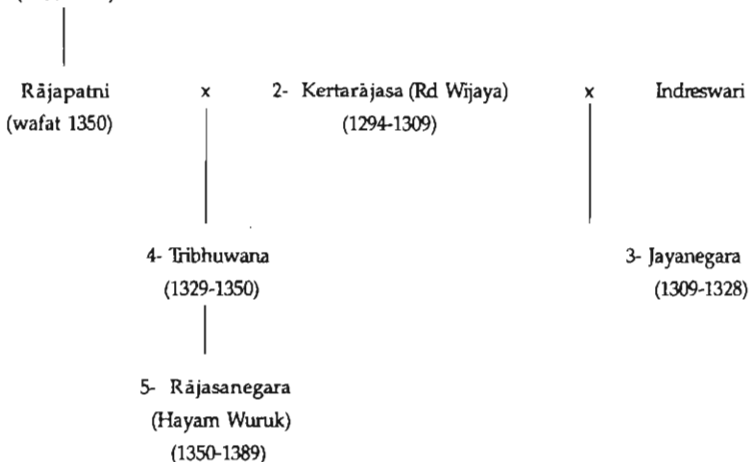 Rājapatni x 2- Kertarājasa (Rd Wijaya) x Indreswari
(wafat 1350) (1294-1309)
4- Tribhuwana 3- Jayanegara
(1329-1350) (1309-1328)
5- Rājasanegara
(Hayam Wuruk)
(1350-1389)